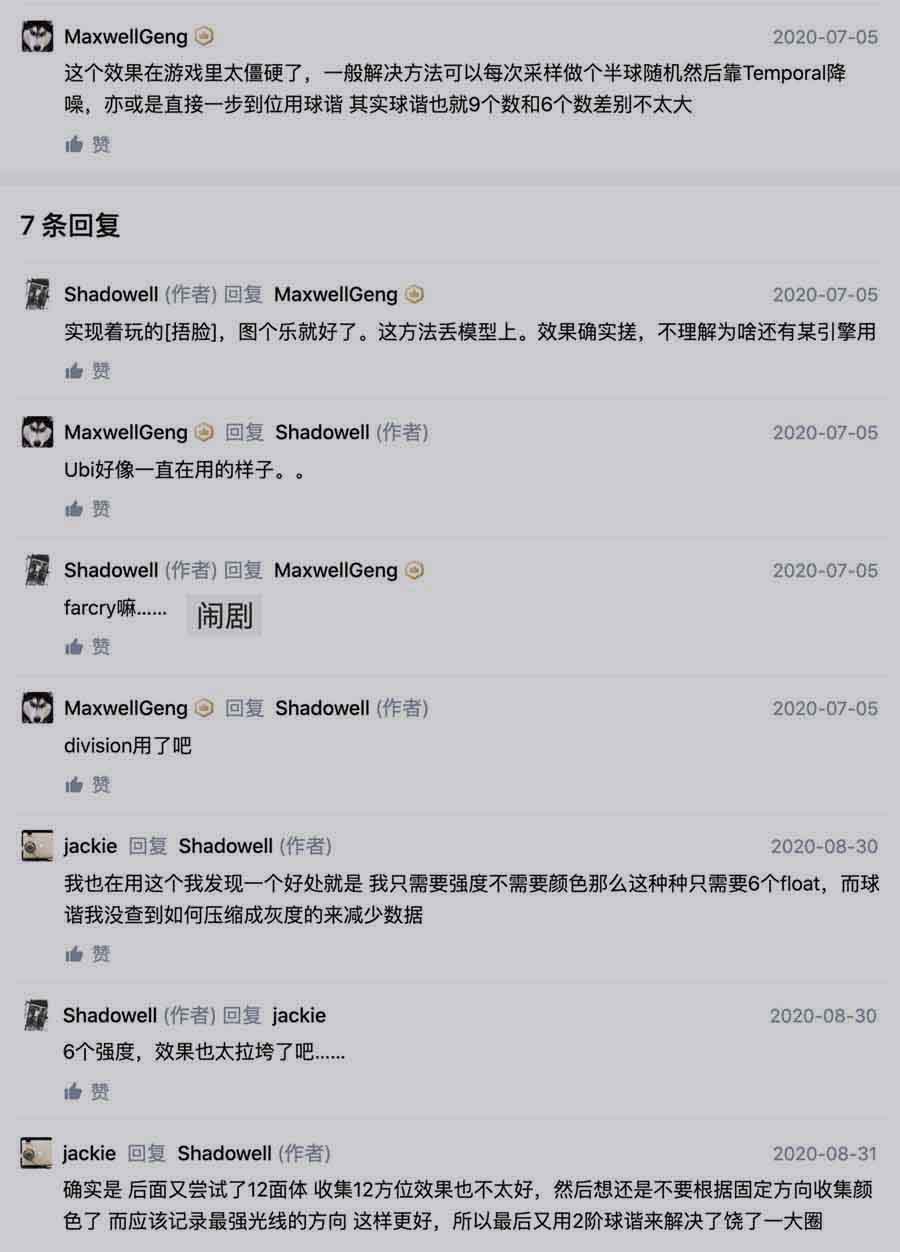 MaxwellGeng 2020-07-05
这个效果在游戏里太僵硬了，一般解决方法可以每次采样做个半球随机然后靠Temporal降
噪，亦或是直接一步到位用球谐 其实球谐也就9个数和6个数差别不太大
赞
7 条回复
Shadowell (作者) 回复 MaxwellGeng 2020-07-05
实现着玩的[捂脸]，图个乐就好了。这方法丢模型上。效果确实搓，不理解为啥还有某引擎用
赞
MaxwellGeng 回复 Shadowell (作者) 2020-07-05
Ubi好像一直在用的样子。。
赞
Shadowell (作者) 回复 MaxwellGeng 2020-07-05
farcry嘛…… 闹剧
赞
MaxwellGeng 回复 Shadowell (作者) 2020-07-05
division用了吧
赞
jackie 回复 Shadowell (作者) 2020-08-30
我也在用这个我发现一个好处就是 我只需要强度不需要颜色那么这种种只需要6个float，而球
谐我没查到如何压缩成灰度的来减少数据
赞
Shadowell (作者) 回复 jackie 2020-08-30
6个强度，效果也太拉垮了吧……
赞
jackie 回复 Shadowell (作者) 2020-08-31
确实是 后面又尝试了12面体 收集12方位效果也不太好，然后想还是不要根据固定方向收集颜
色了 而应该记录最强光线的方向 这样更好，所以最后又用2阶球谐来解决了饶了一大圈